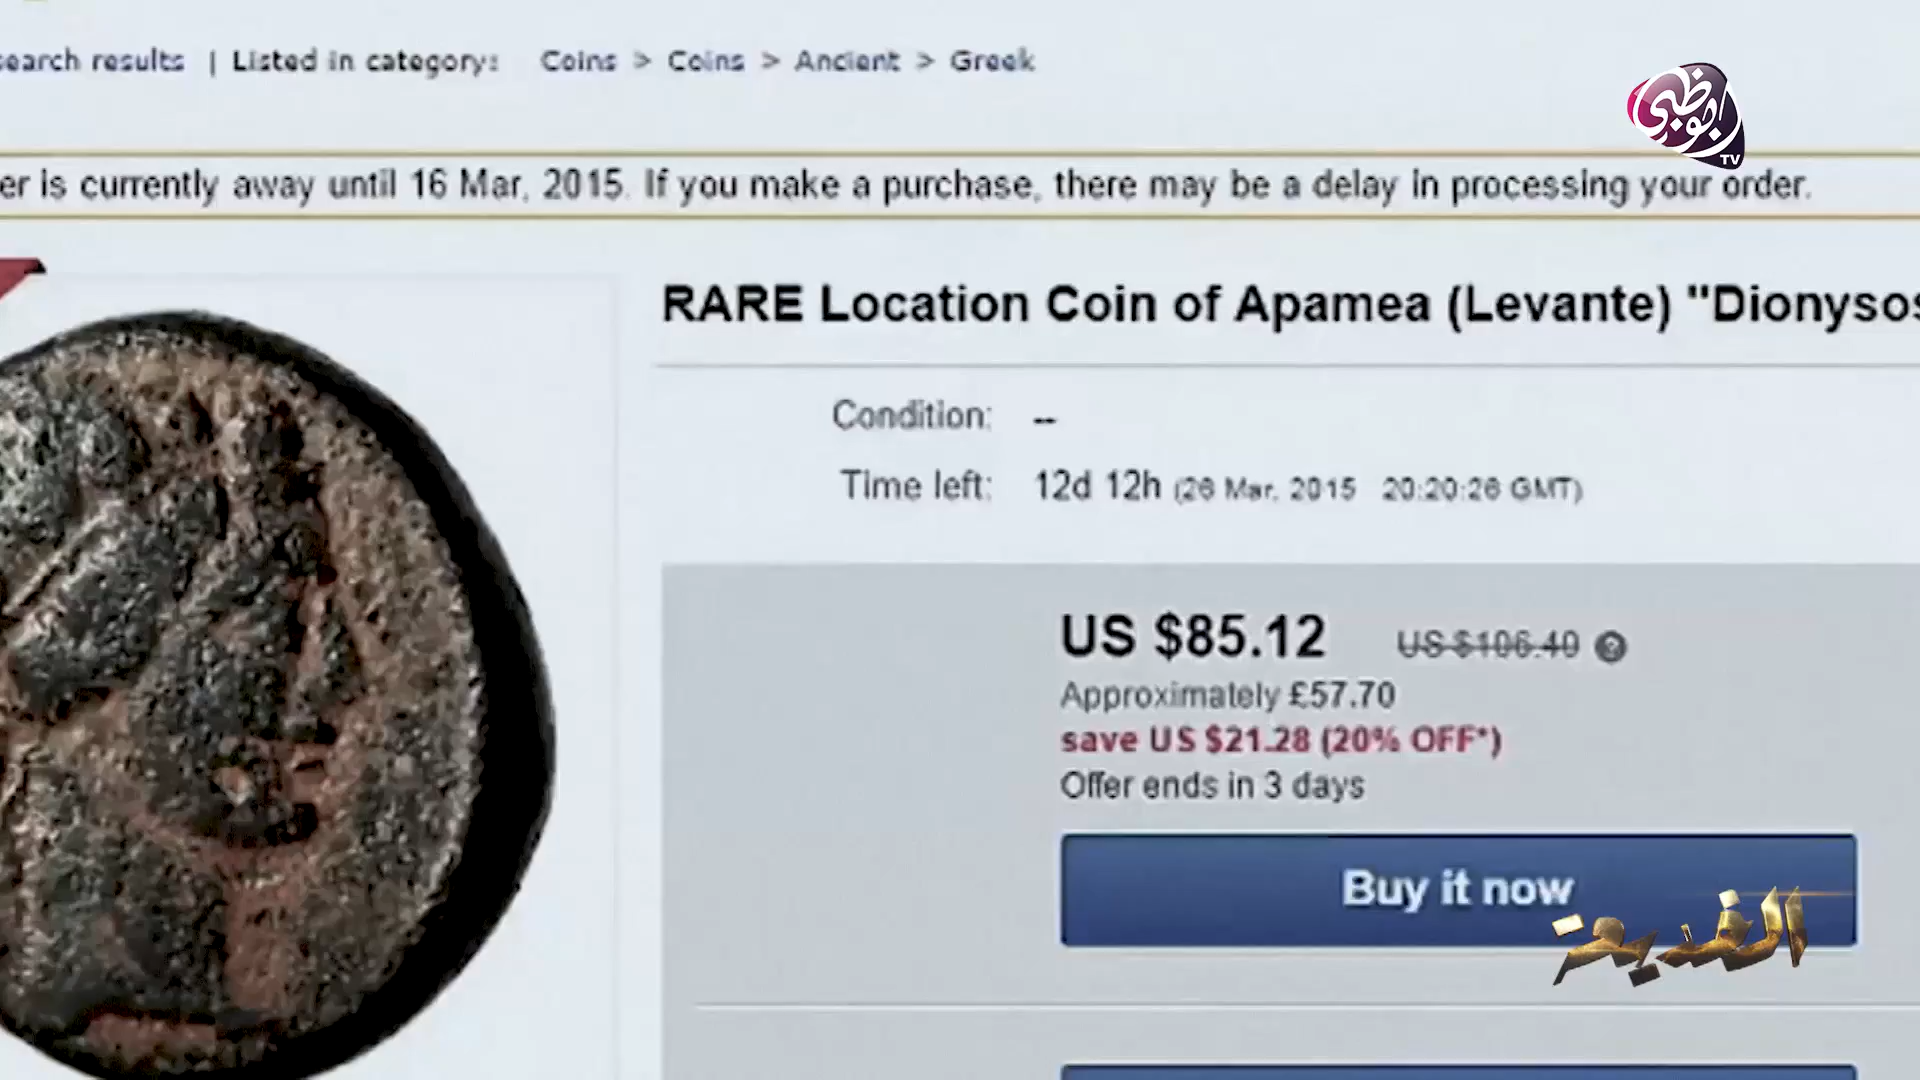 search results | Listed in category: Coins > Coins > Ancient > Greek
أبوظبي
TV
er is currently away until 16 Mar, 2015. If you make a purchase, there may be a delay in processing your order.
RARE Location Coin of Apamea (Levante) "Dionysos
Condition: --
Time left: 12d 12h (26 Mar, 2015 20:20:26 GMT)
US $85.12 US $106.40
Approximately £57.70
save US $21.28 (20% OFF*)
Offer ends in 3 days
Buy it now